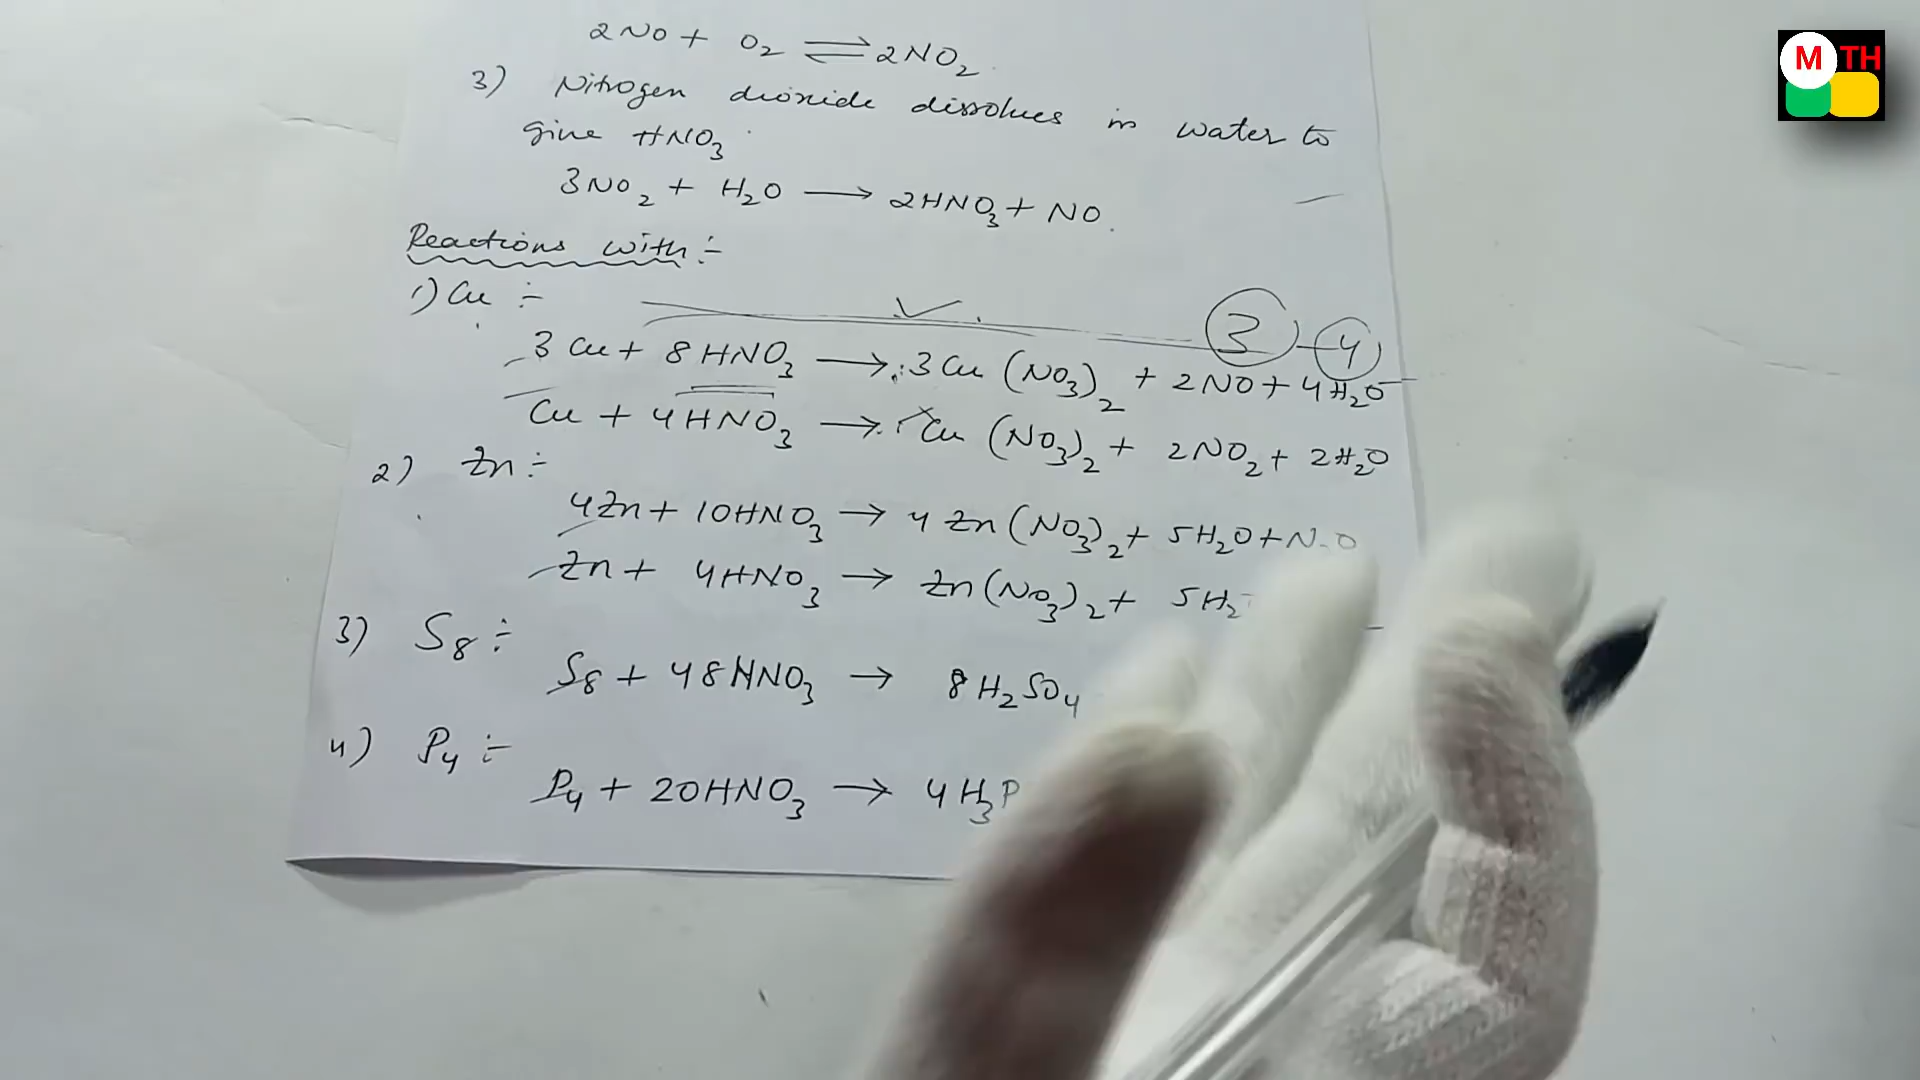 2NO + O₂ ⇌ 2NO₂
3) Nitrogen dioxide dissolves in water to
give HNO₃.
3NO₂ + H₂O → 2HNO₃ + NO.
Reactions with :-
1) Cu :-
3 4
3Cu + 8HNO₃ → 3Cu(NO₃)₂ + 2NO + 4H₂O
Cu + 4HNO₃ → Cu(NO₃)₂ + 2NO₂ + 2H₂O
2) Zn :-
4Zn + 10HNO₃ → 4Zn(NO₃)₂ + 5H₂O + N₂O
Zn + 4HNO₃ → Zn(NO₃)₂ + 5H₂
3) S₈ :-
S₈ + 48HNO₃ → 8H₂SO₄
4) P₄ :-
P₄ + 20HNO₃ → 4H₃P
M TH